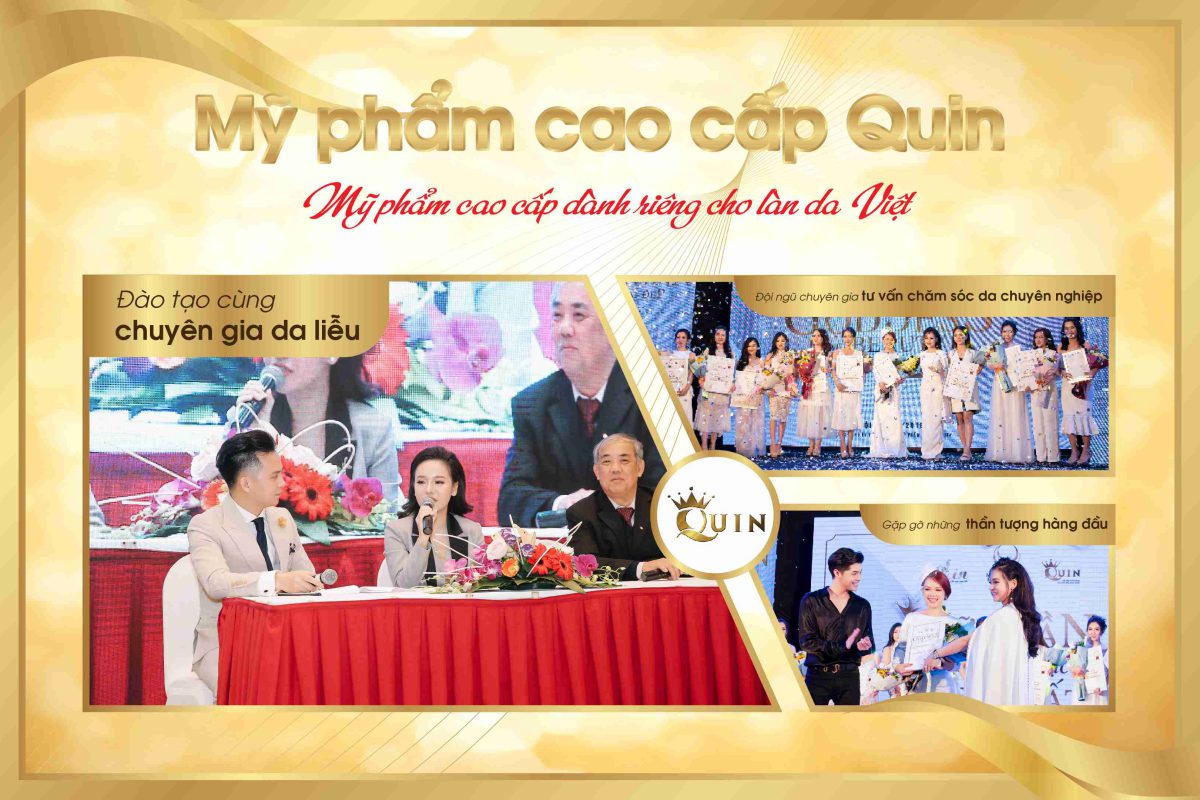 Mỹ phẩm cao cấp Quin
Mỹ phẩm cao cấp dành riêng cho làn da Việt
Đào tạo cùng
chuyên gia da liễu
Đội ngũ chuyên gia tư vấn chăm sóc da chuyên nghiệp
QUIN
Gặp gỡ những thần tượng hàng đầu
QUIN